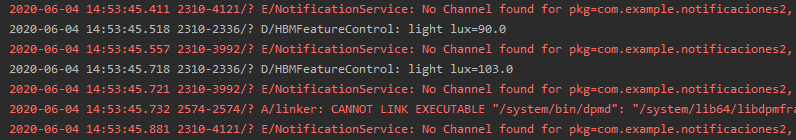 2020-06-04 14:53:45.411 2310-4121/? E/NotificationService: No Channel found for pkg=com.example.notificaciones2,
2020-06-04 14:53:45.518 2310-2336/? D/HBMFeatureControl: light lux=90.0
2020-06-04 14:53:45.557 2310-3992/? E/NotificationService: No Channel found for pkg=com.example.notificaciones2,
2020-06-04 14:53:45.718 2310-2336/? D/HBMFeatureControl: light lux=103.0
2020-06-04 14:53:45.721 2310-3992/? E/NotificationService: No Channel found for pkg=com.example.notificaciones2,
2020-06-04 14:53:45.732 2574-2574/? A/linker: CANNOT LINK EXECUTABLE "/system/bin/dpmd": "/system/lib64/libdpmfra
2020-06-04 14:53:45.881 2310-4121/? E/NotificationService: No Channel found for pkg=com.example.notificaciones2,